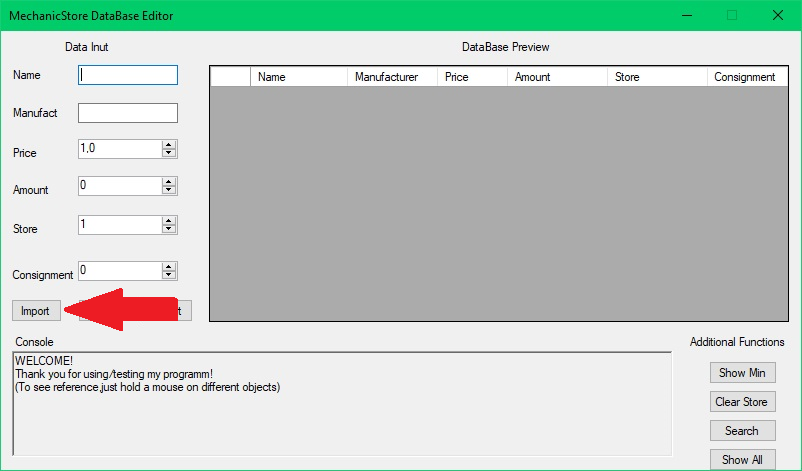 MechanicStore DataBase Editor
Data Inut
DataBase Preview
Name
Manufact
Price 1,0
Amount 0
Store 1
Consignment 0
Name Manufacturer Price Amount Store Consignment
Import
Console
WELCOME!
Thank you for using/testing my programm!
(To see reference,just hold a mouse on different objects)
Additional Functions
Show Min
Clear Store
Search
Show All